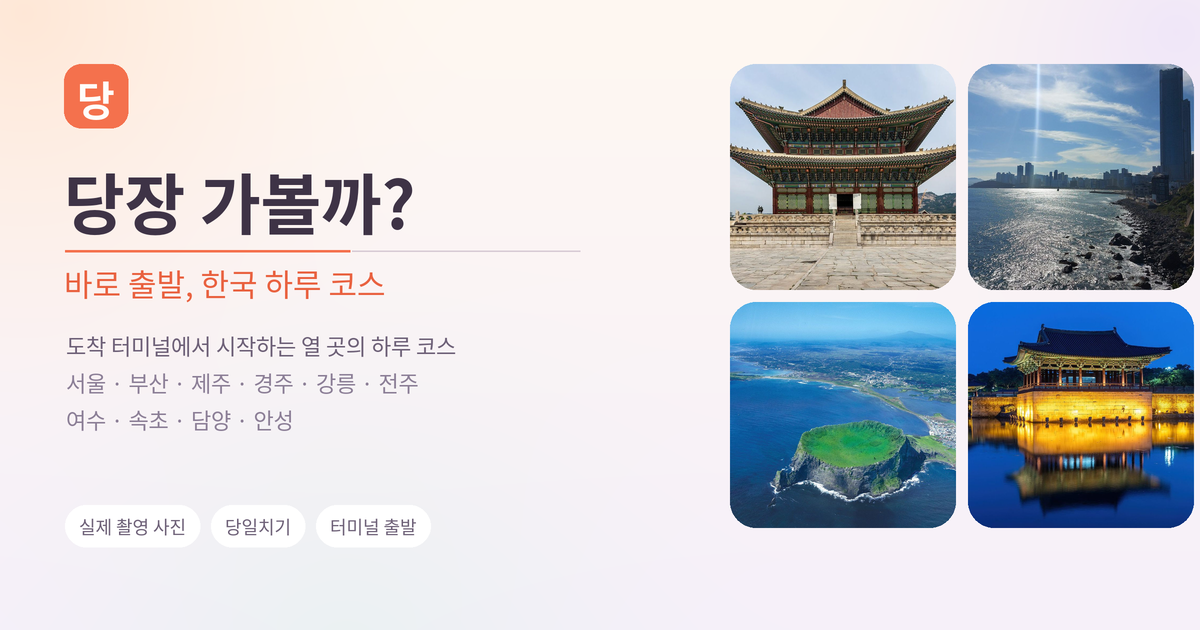 당
당장 가볼까?
바로 출발, 한국 하루 코스
도착 터미널에서 시작하는 열 곳의 하루 코스
서울 · 부산 · 제주 · 경주 · 강릉 · 전주
여수 · 속초 · 담양 · 안성
실제 촬영 사진 당일치기 터미널 출발